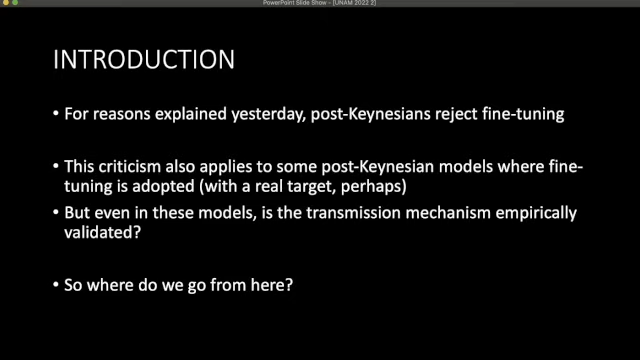 PowerPoint Slide Show - [UNAM 2022 2]
INTRODUCTION
• For reasons explained yesterday, post-Keynesians reject fine-tuning
• This criticism also applies to some post-Keynesian models where fine-
tuning is adopted (with a real target, perhaps)
• But even in these models, is the transmission mechanism empirically
validated?
• So where do we go from here?